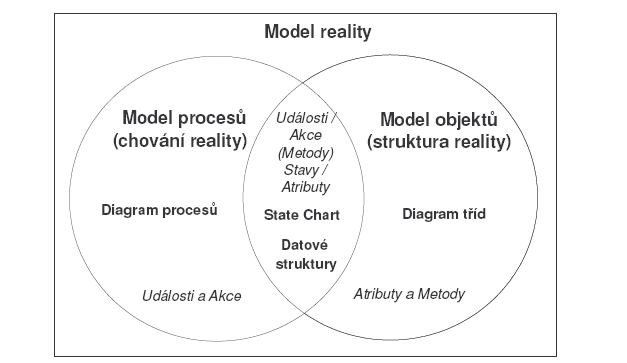 Model reality
Model procesů
(chování reality)
Diagram procesů
Události a Akce
Události /
Akce
(Metody)
Stavy /
Atributy
State Chart
Datové
struktury
Model objektů
(struktura reality)
Diagram tříd
Atributy a Metody